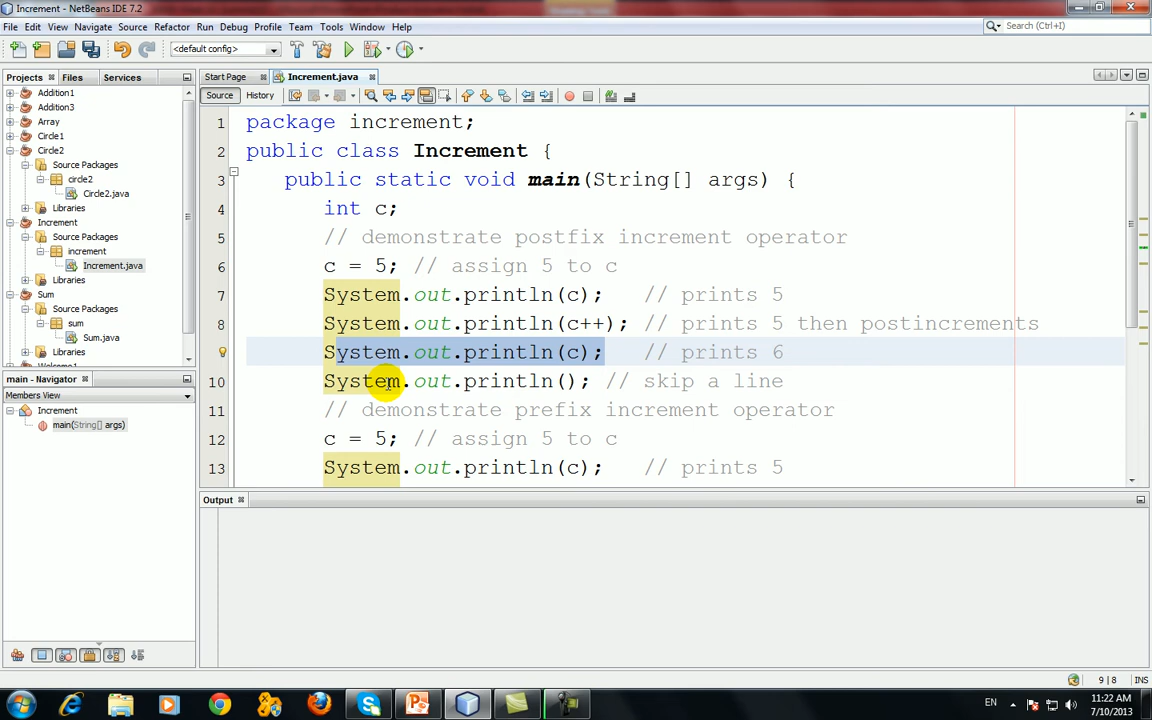 Increment - NetBeans IDE 7.2
File Edit View Navigate Source Refactor Run Debug Profile Team Tools Window Help
Search (Ctrl+I)
<default config>
Projects Files Services
Start Page Increment.java
Source History
Addition1
Addition3
Array
Circle1
Circle2
Source Packages
circle2
Circle2.java
Libraries
Increment
Source Packages
increment
Increment.java
Libraries
Sum
Source Packages
sum
Sum.java
Libraries
Welcome1
1 package increment;
2 public class Increment {
3 public static void main(String[] args) {
4 int c;
5 // demonstrate postfix increment operator
6 c = 5; // assign 5 to c
7 System.out.println(c); // prints 5
8 System.out.println(c++); // prints 5 then postincrements
System.out.println(c); // prints 6
10 System.out.println(); // skip a line
11 // demonstrate prefix increment operator
12 c = 5; // assign 5 to c
13 System.out.println(c); // prints 5
main - Navigator
Members View
Increment
main(String[] args)
Output
9 | 8 INS
EN
11:22 AM
7/10/2013